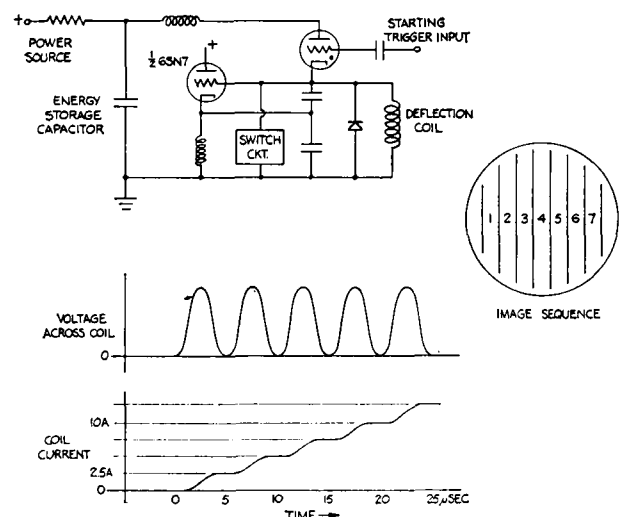 +
POWER
SOURCE
ENERGY
STORAGE
CAPACITOR
½ 6SN7
+
STARTING
TRIGGER INPUT
SWITCH
CKT.
DEFLECTION
COIL
1 2 3 4 5 6 7
IMAGE SEQUENCE
VOLTAGE
ACROSS COIL
0
COIL
CURRENT
10A
2.5A
0
0 5 10 15 20 25 µSEC
TIME